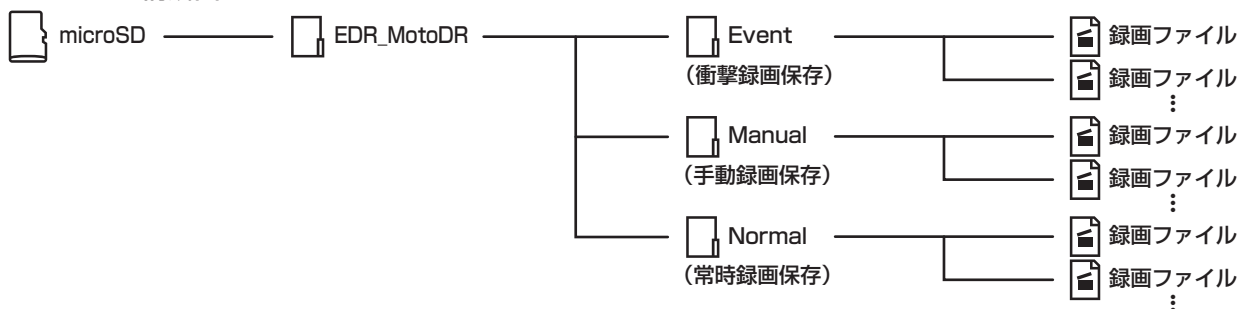 microSD
EDR_MotoDR
Event
録画ファイル
(衝撃録画保存)
録画ファイル
Manual
録画ファイル
(手動録画保存)
録画ファイル
Normal
録画ファイル
(常時録画保存)
録画ファイル